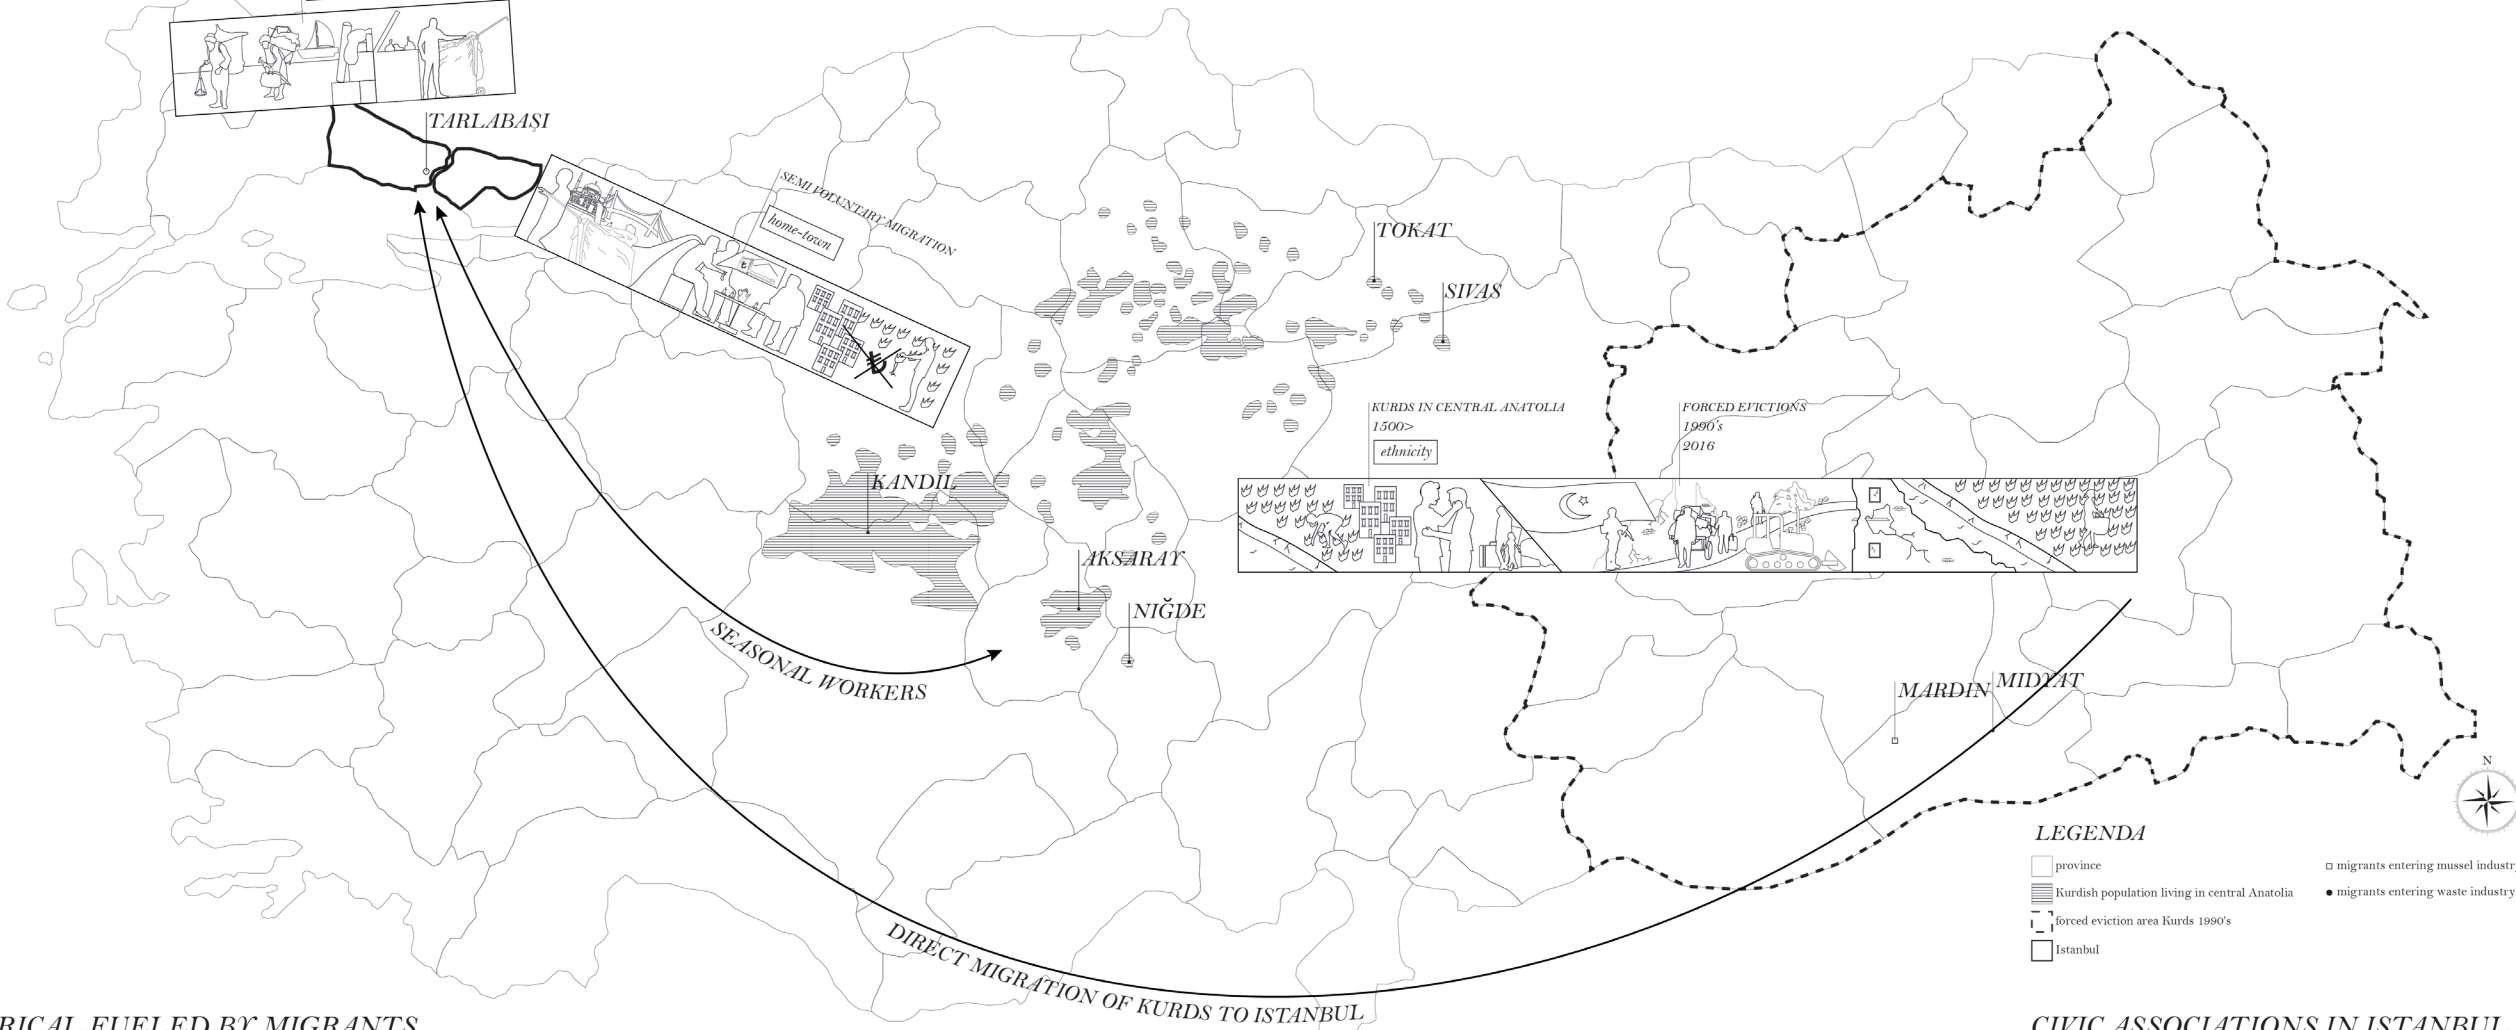 TARLABAŞI
SEMI VOLUNTARY MIGRATION
home-town
TOKAT
SIVAS
KURDS IN CENTRAL ANATOLIA
1500>
ethnicity
FORCED EVICTIONS
1990's
2016
KANDIL
AKSARAY
NIĞDE
SEASONAL WORKERS
MARDIN
MIDYAT
DIRECT MIGRATION OF KURDS TO ISTANBUL
N
LEGENDA
province
Kurdish population living in central Anatolia
forced eviction area Kurds 1990's
Istanbul
migrants entering mussel industr
migrants entering waste industry
RICAL FUELED BY MIGRANTS
CIVIC ASSOCIATIONS IN ISTANBUL